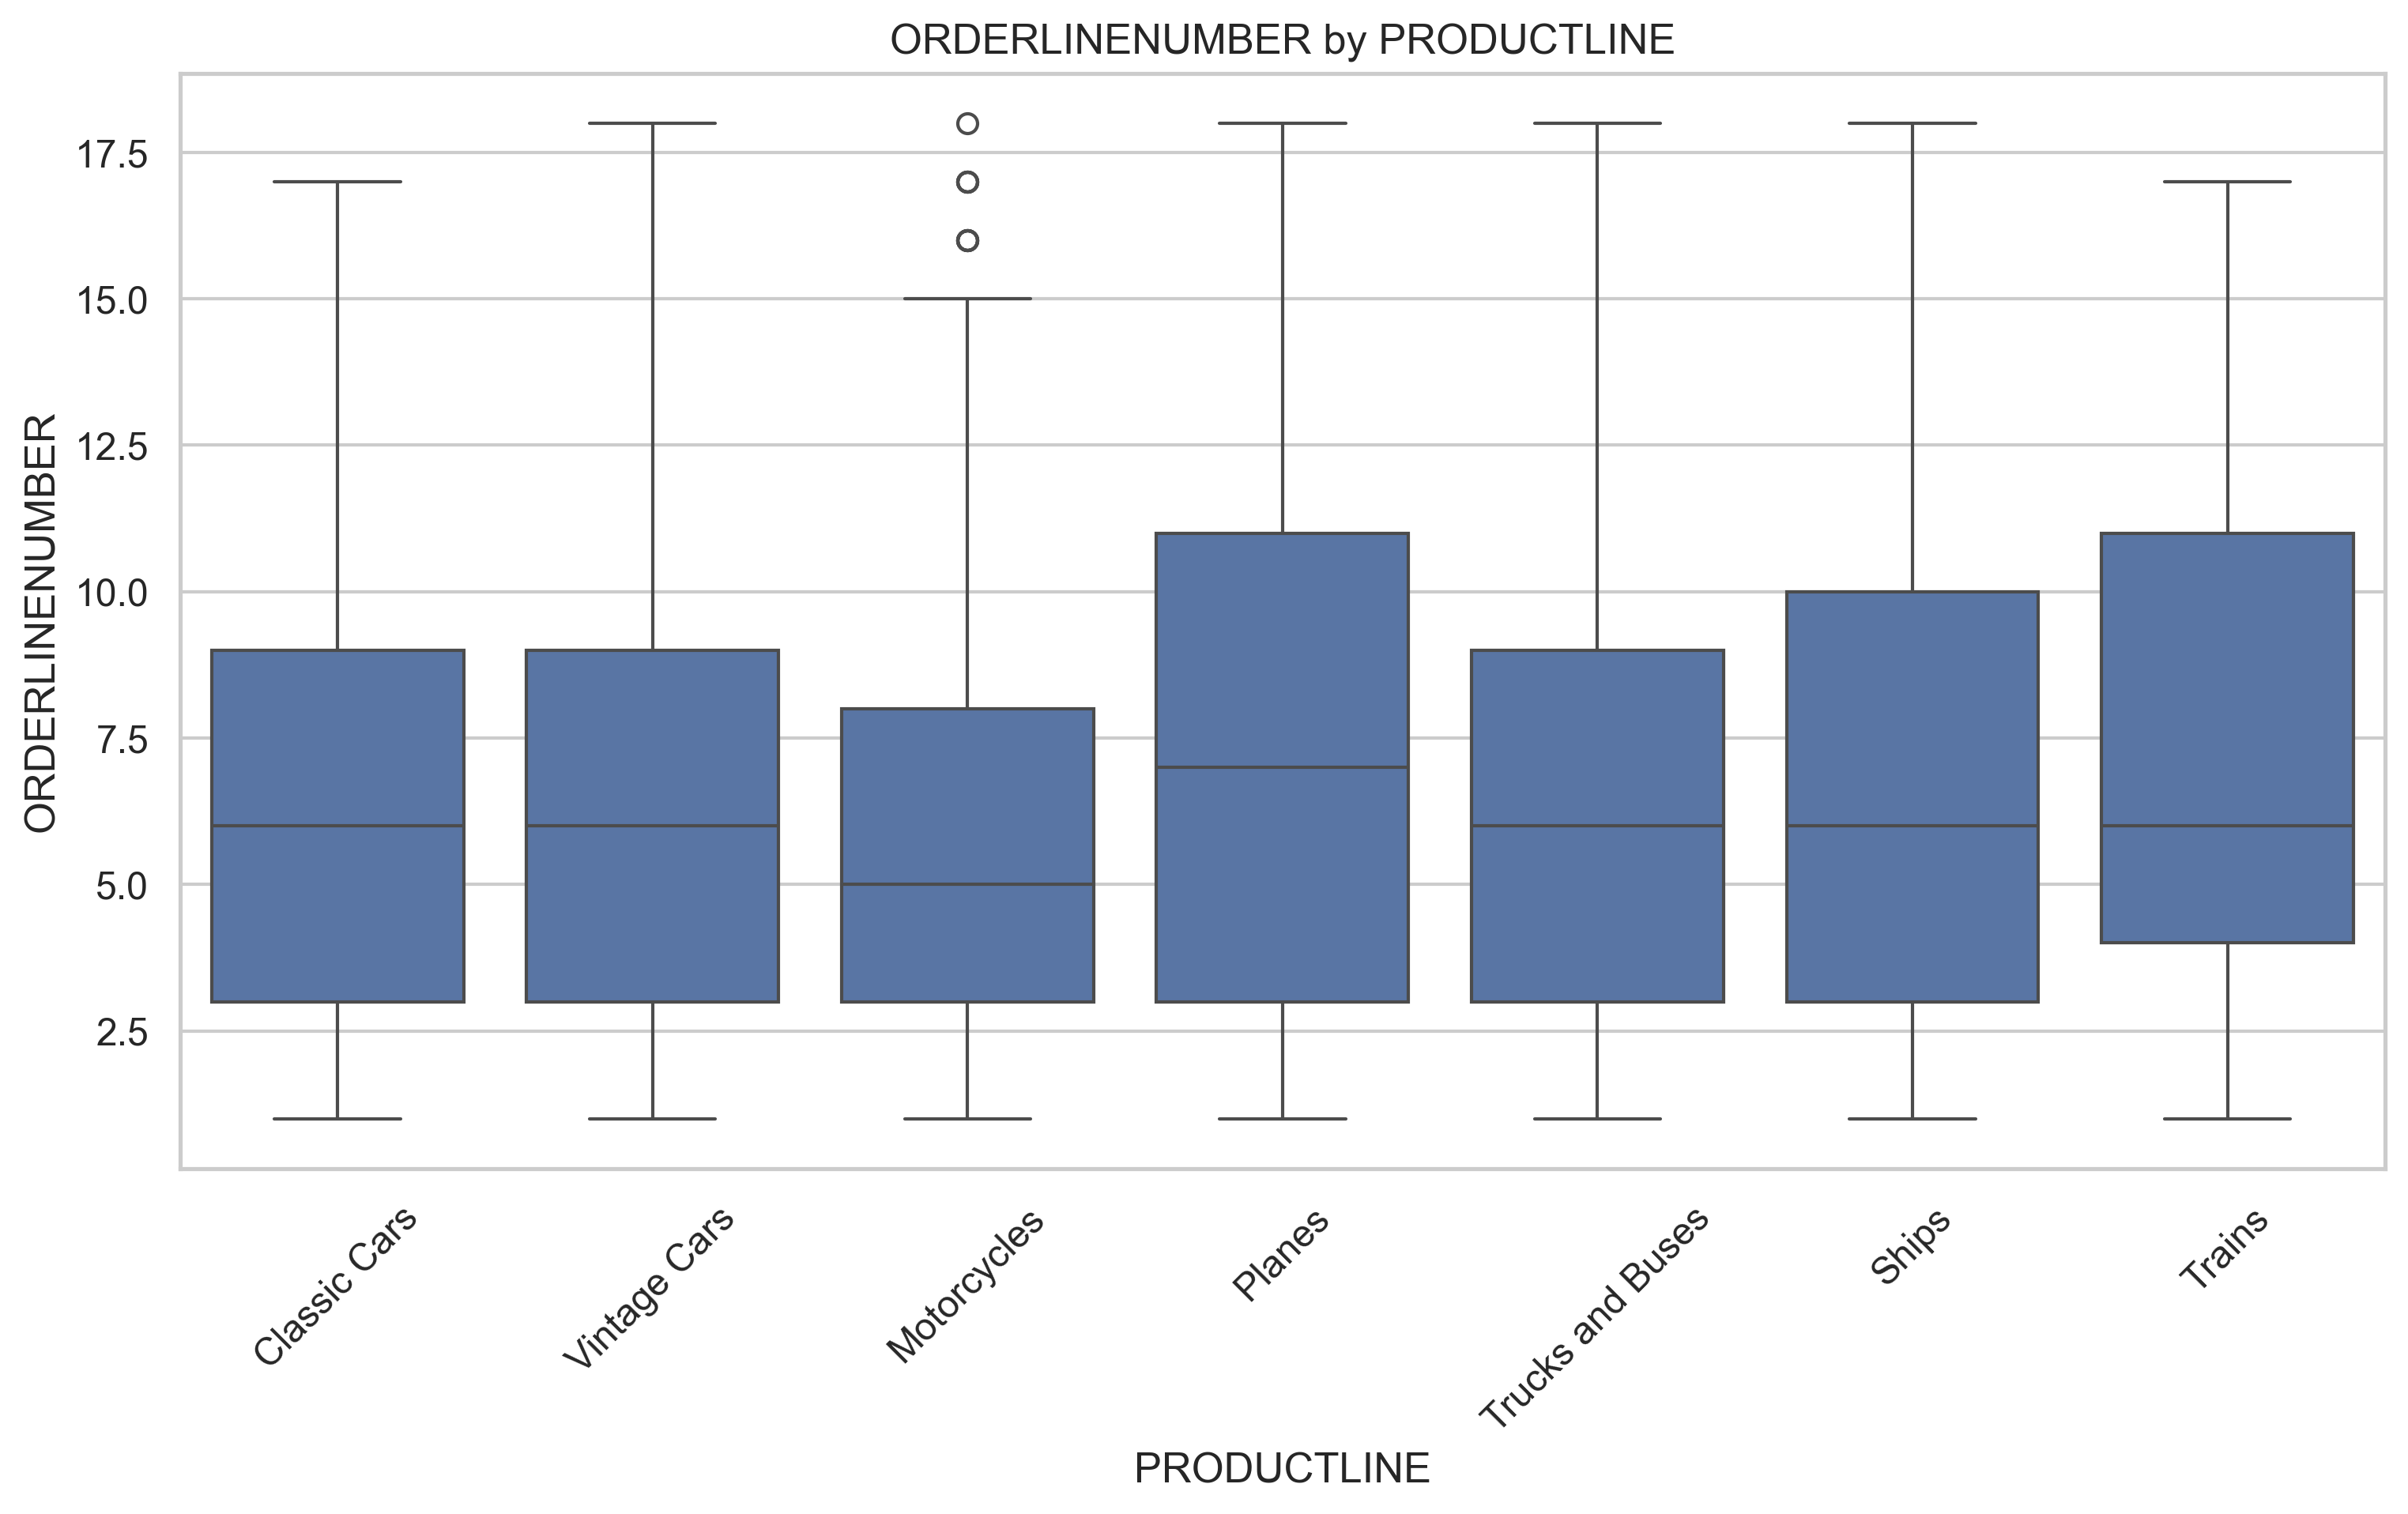 ORDERLINENUMBER by PRODUCTLINE
ORDERLINENUMBER
17.5
15.0
12.5
10.0
7.5
5.0
2.5
Classic Cars
Vintage Cars
Motorcycles
Planes
Trucks and Buses
Ships
Trains
PRODUCTLINE